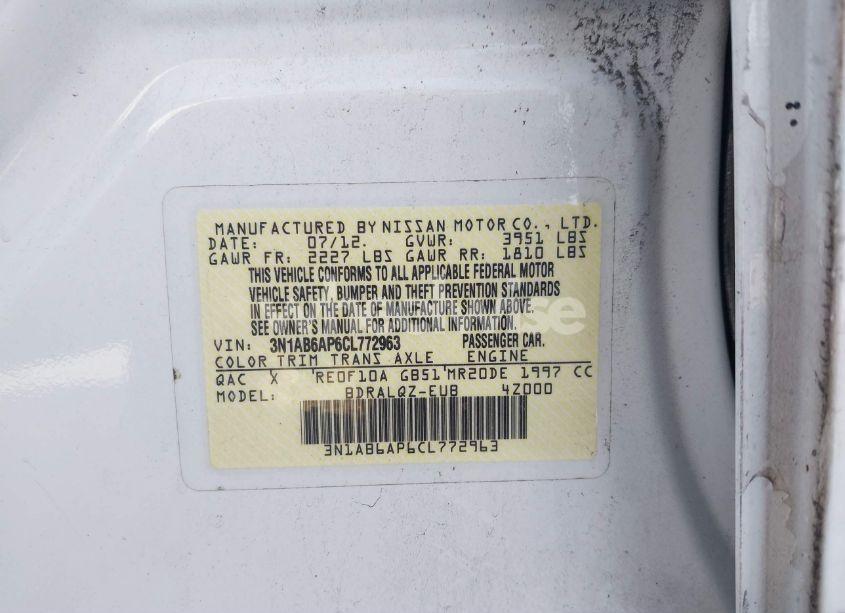 MANUFACTURED BY NISSAN MOTOR CO., LTD.
DATE: 07/12. GVWR: 3951 LBS
GAWR FR: 2227 LBS GAWR RR: 1810 LBS
THIS VEHICLE CONFORMS TO ALL APPLICABLE FEDERAL MOTOR
VEHICLE SAFETY, BUMPER AND THEFT PREVENTION STANDARDS
IN EFFECT ON THE DATE OF MANUFACTURE SHOWN ABOVE.
SEE OWNER'S MANUAL FOR ADDITIONAL INFORMATION.
VIN: 3N1AB6AP6CL772963 PASSENGER CAR.
COLOR TRIM TRANS AXLE ENGINE
QAC X RE0F10A GB51 MR20DE 1997 CC
MODEL: BDRALQZ-EUB 4Z000
3N1AB6AP6CL772963